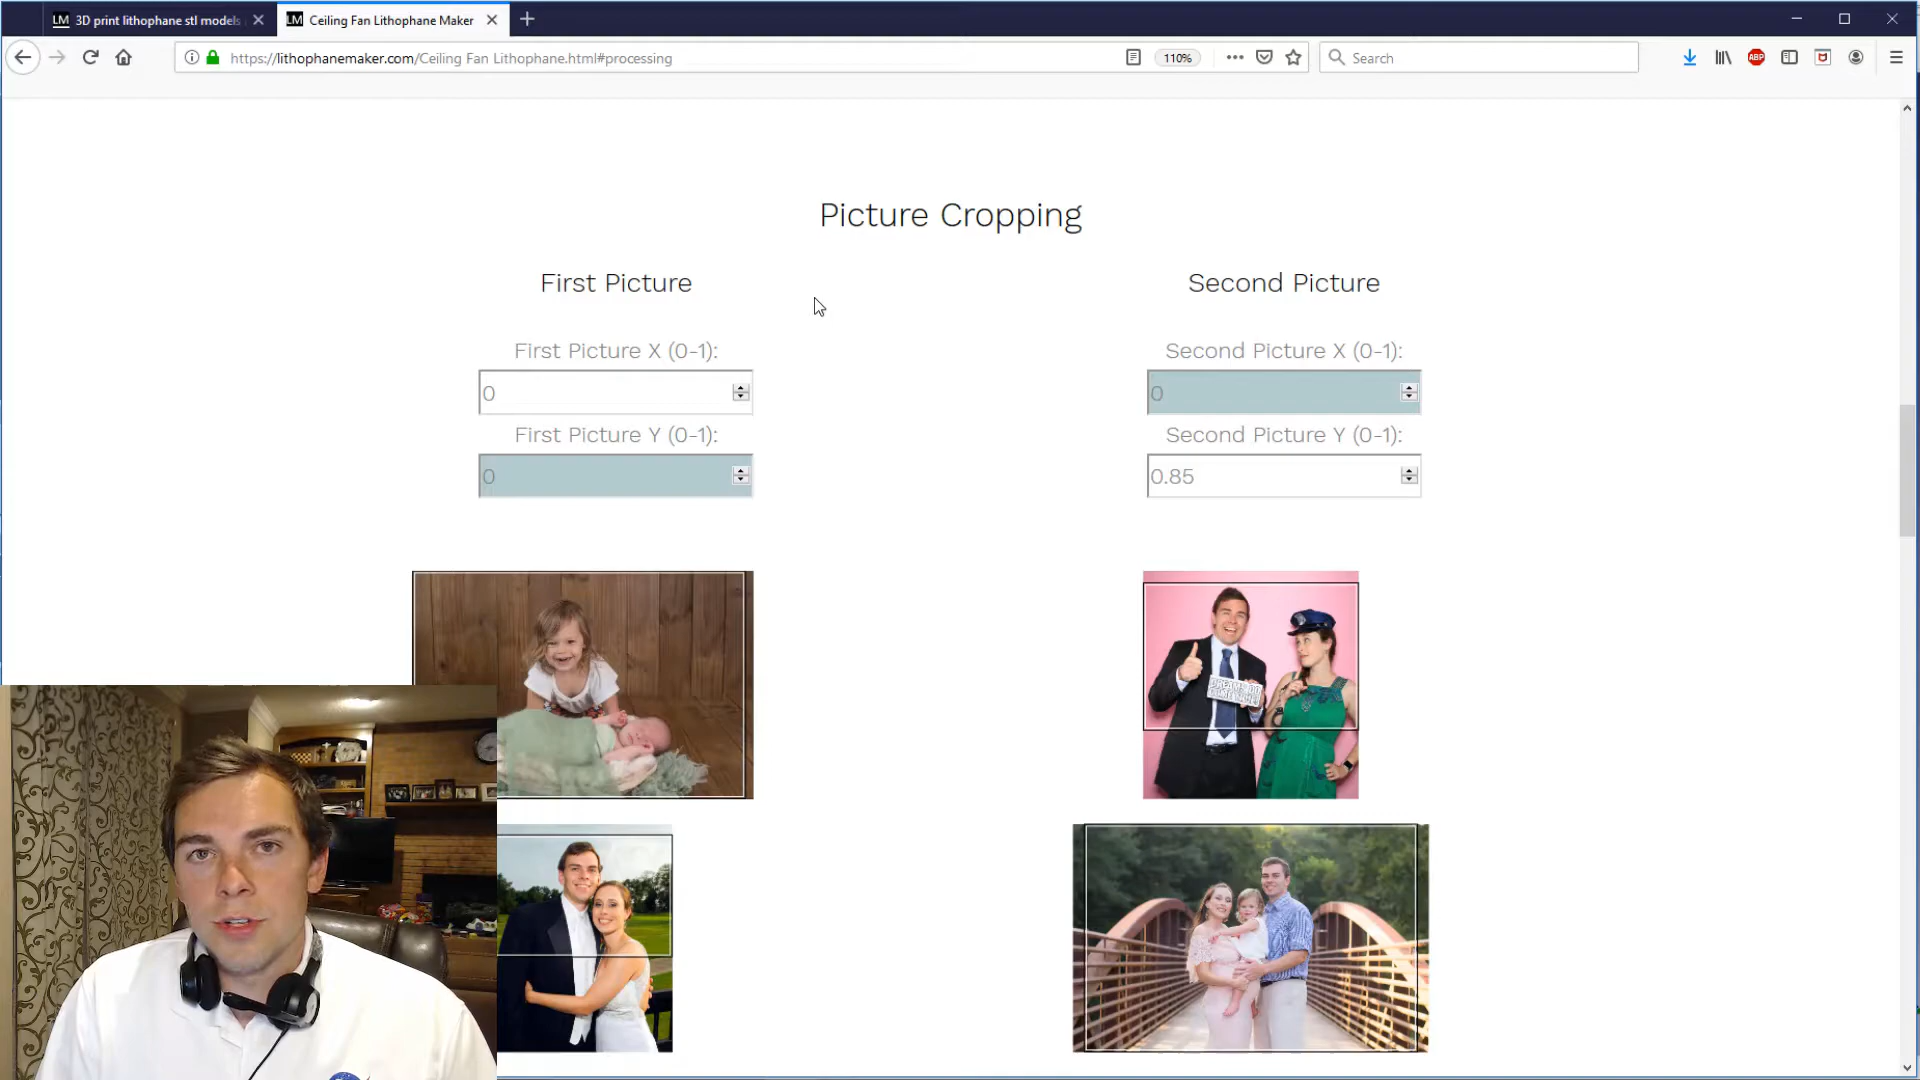 LM 3D print lithophane stl models
LM Ceiling Fan Lithophane Maker
https://lithophanemaker.com/Ceiling Fan Lithophane.html#processing
110%
Search
ABP
Picture Cropping
First Picture
Second Picture
First Picture X (0-1):
Second Picture X (0-1):
0
0
First Picture Y (0-1):
Second Picture Y (0-1):
0
0.85